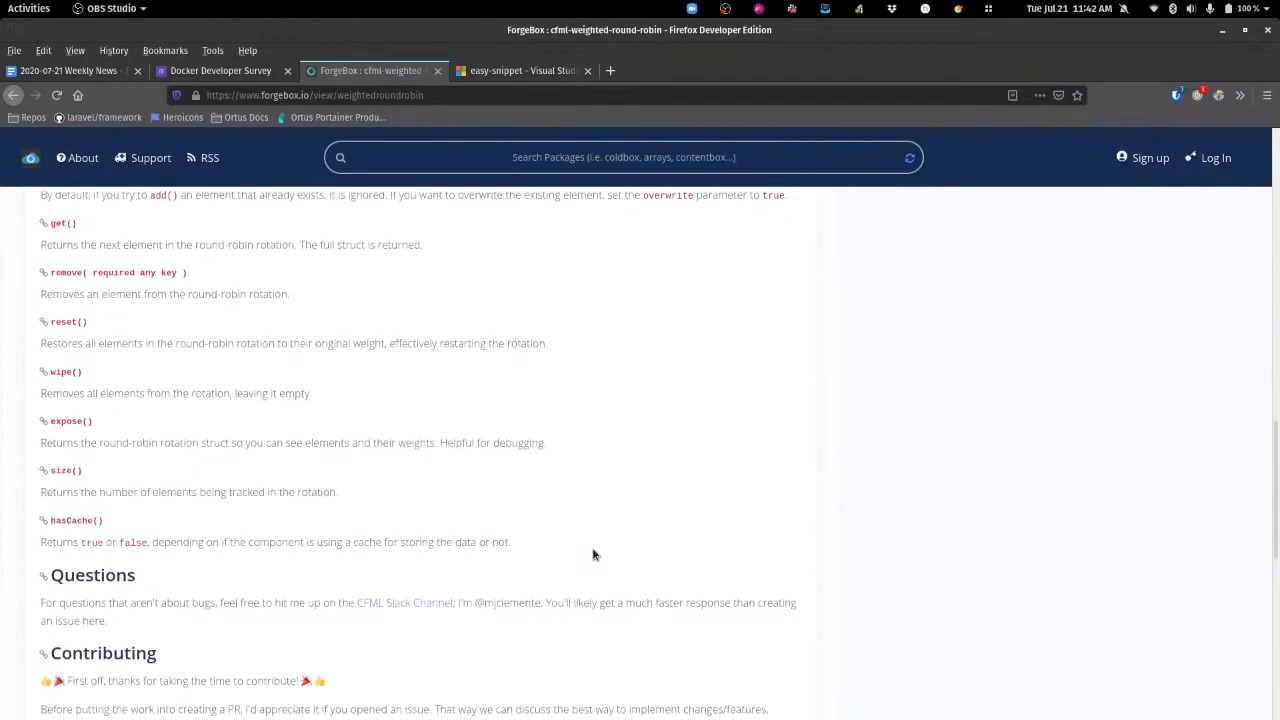 Activities OBS Studio Tue Jul 21 11:42 AM 100 %
ForgeBox : cfml-weighted-round-robin - Firefox Developer Edition
File Edit View History Bookmarks Tools Help
2020-07-21 Weekly News - Docker Developer Survey ForgeBox : cfml-weighted- easy-snippet - Visual Stud
https://www.forgebox.io/view/weightedroundrobin
Repos laravel/framework Heroicons Ortus Docs Ortus Portainer Produ...
About Support RSS Search Packages (i.e. coldbox, arrays, contentbox...) Sign up Log In
By default, if you try to add() an element that already exists, it is ignored. If you want to overwrite the existing element, set the overwrite parameter to true.
get()
Returns the next element in the round-robin rotation. The full struct is returned.
remove( required any key )
Removes an element from the round-robin rotation.
reset()
Restores all elements in the round-robin rotation to their original weight, effectively restarting the rotation.
wipe()
Removes all elements from the rotation, leaving it empty.
expose()
Returns the round-robin rotation struct so you can see elements and their weights. Helpful for debugging.
size()
Returns the number of elements being tracked in the rotation.
hasCache()
Returns true or false, depending on if the component is using a cache for storing the data or not.
Questions
For questions that aren't about bugs, feel free to hit me up on the CFML Slack Channel; I'm @mjclemente. You'll likely get a much faster response than creating
an issue here.
Contributing
👍🎉 First off, thanks for taking the time to contribute! 🎉👍
Before putting the work into creating a PR, I'd appreciate it if you opened an issue. That way we can discuss the best way to implement changes/features,